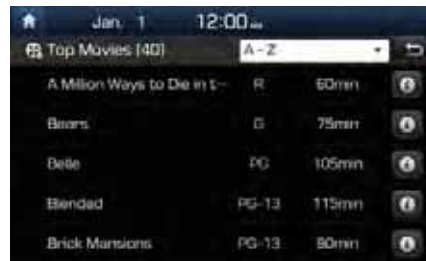 Jan. 1 12:00 AM
Top Movies (40) A - Z
A Million Ways to Die in t… R 60min
Bears G 75min
Belle PG 105min
Blended PG-13 115min
Brick Mansions PG-13 90min